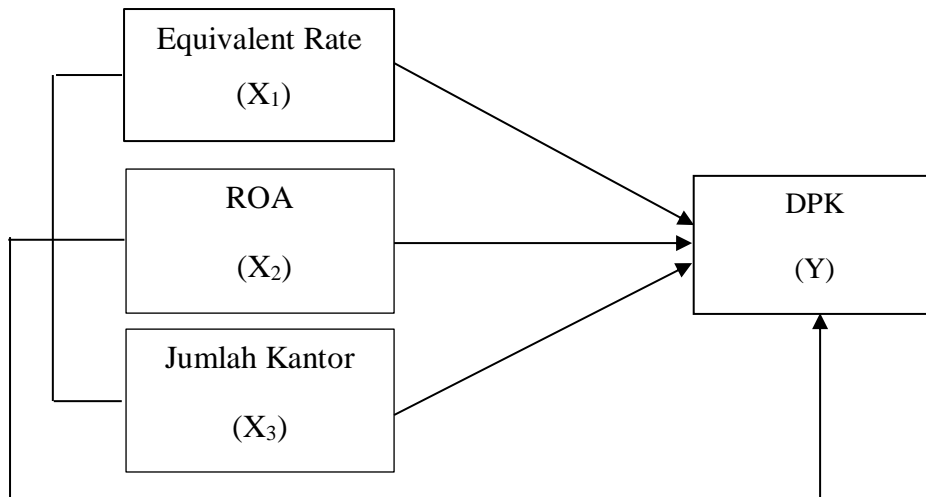 Equivalent Rate
(X₁)
ROA
(X₂)
Jumlah Kantor
(X₃)
DPK
(Y)